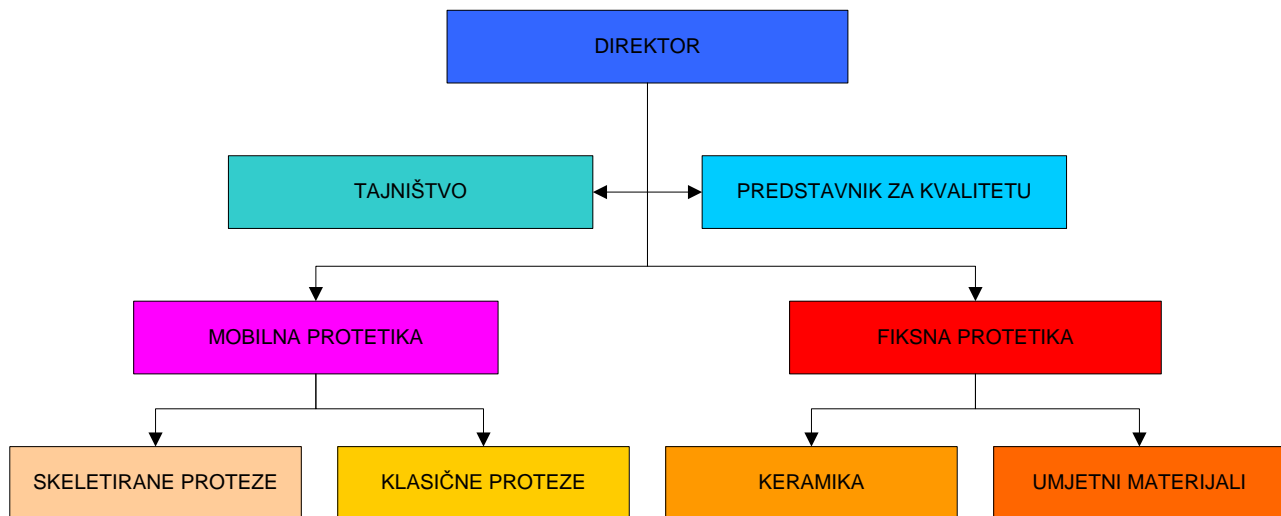 DIREKTOR
TAJNIŠTVO
PREDSTAVNIK ZA KVALITETU
MOBILNA PROTETIKA
FIKSNA PROTETIKA
SKELETIRANE PROTEZE
KLASIČNE PROTEZE
KERAMIKA
UMJETNI MATERIJALI